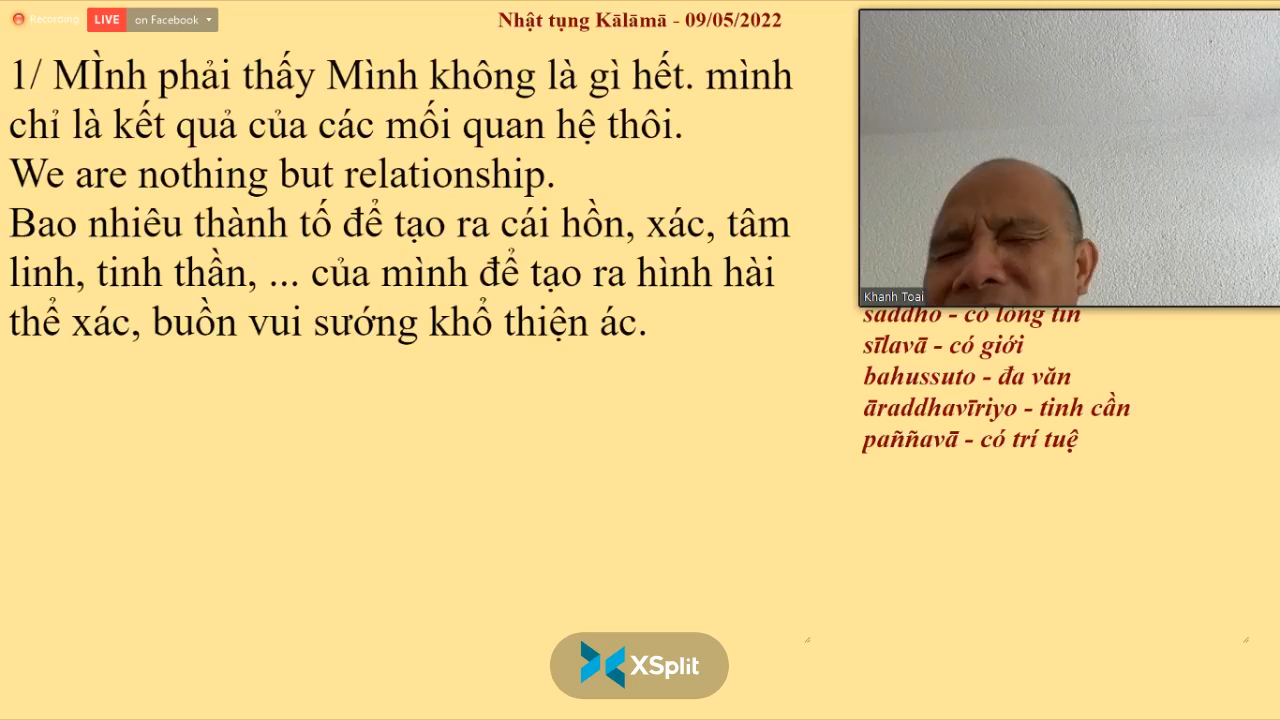 Recording
LIVE on Facebook
Nhật tụng Kālāmā - 09/05/2022
1/ MÌnh phải thấy Mình không là gì hết. mình
chỉ là kết quả của các mối quan hệ thôi.
We are nothing but relationship.
Bao nhiêu thành tố để tạo ra cái hồn, xác, tâm
linh, tinh thần, ... của mình để tạo ra hình hài
thể xác, buồn vui sướng khổ thiện ác.
Khanh Toai
saddho - có lòng tin
sīlavā - có giới
bahussuto - đa văn
āraddhavīriyo - tinh cần
paññavā - có trí tuệ
XSplit